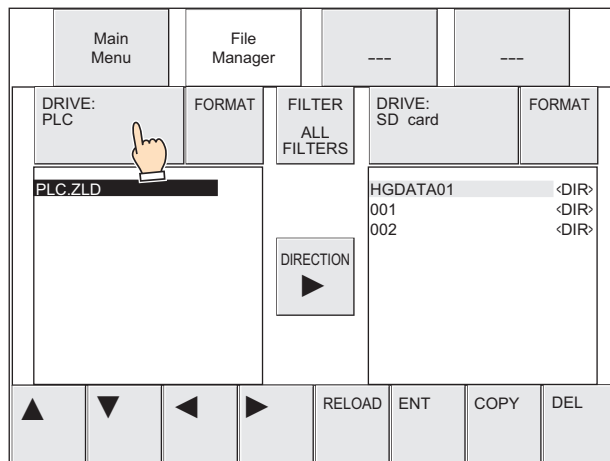 Main
Menu
File
Manager
---
---
DRIVE:
PLC
FORMAT
FILTER
ALL
FILTERS
DRIVE:
SD card
FORMAT
PLC.ZLD
HGDATA01 <DIR>
001 <DIR>
002 <DIR>
DIRECTION
▶
▲ ▼ ◀ ▶ RELOAD ENT COPY DEL